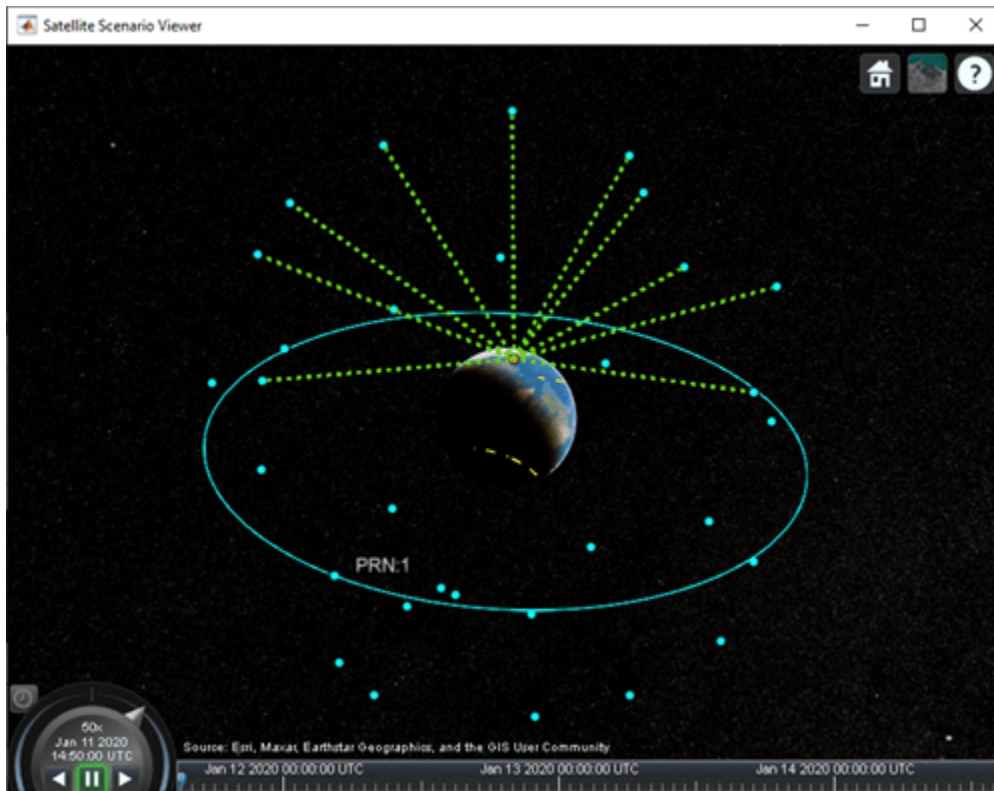 Satellite Scenario Viewer
?
PRN:1
50x
Jan 11 2020
14:50:00 UTC
Source: Esri, Maxar, Earthstar Geographics, and the GIS User Community
Jan 12 2020 00:00:00 UTC
Jan 13 2020 00:00:00 UTC
Jan 14 2020 00:00:00 UTC